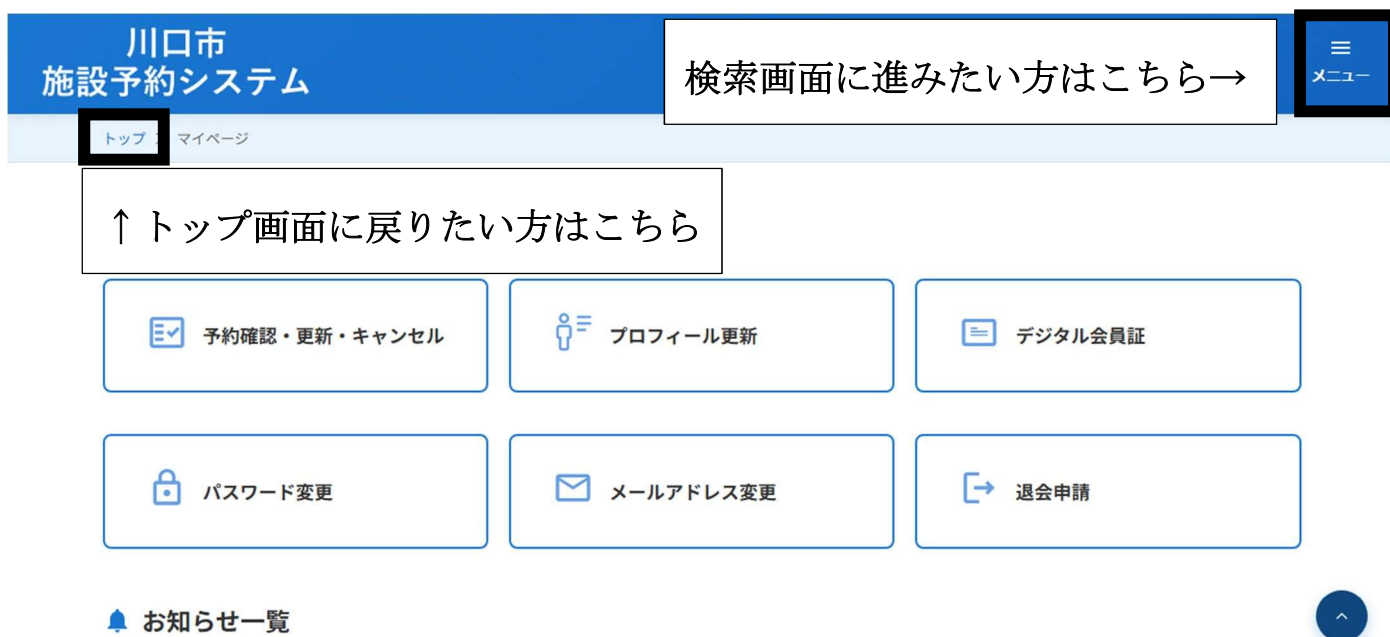 川口市
施設予約システム
検索画面に進みたい方はこちら→
メニュー
トップ
マイページ
↑トップ画面に戻りたい方はこちら
予約確認・更新・キャンセル
プロフィール更新
デジタル会員証
パスワード変更
メールアドレス変更
退会申請
お知らせ一覧